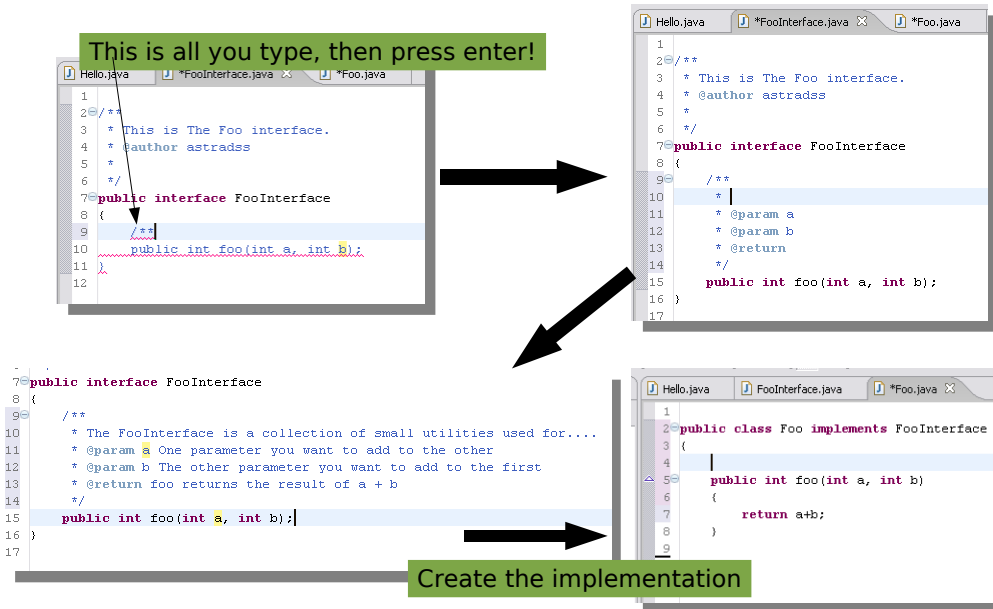 This is all you type, then press enter!
Hello.java *FooInterface.java *Foo.java
1
2 /**
3 * This is The Foo interface.
4 * @author astradss
5 *
6 */
7 public interface FooInterface
8 {
9 /**
10 public int foo(int a, int b);
11 }
12
Hello.java *FooInterface.java *Foo.java
1
2 /**
3 * This is The Foo interface.
4 * @author astradss
5 *
6 */
7 public interface FooInterface
8 {
9 /**
10 *
11 * @param a
12 * @param b
13 * @return
14 */
15 public int foo(int a, int b);
16 }
17
7 public interface FooInterface
8 {
9 /**
10 * The FooInterface is a collection of small utilities used for....
11 * @param a One parameter you want to add to the other
12 * @param b The other parameter you want to add to the first
13 * @return foo returns the result of a + b
14 */
15 public int foo(int a, int b);
16 }
17
Hello.java FooInterface.java *Foo.java
1
2 public class Foo implements FooInterface
3 {
4
5 public int foo(int a, int b)
6 {
7 return a+b;
8 }
9
Create the implementation